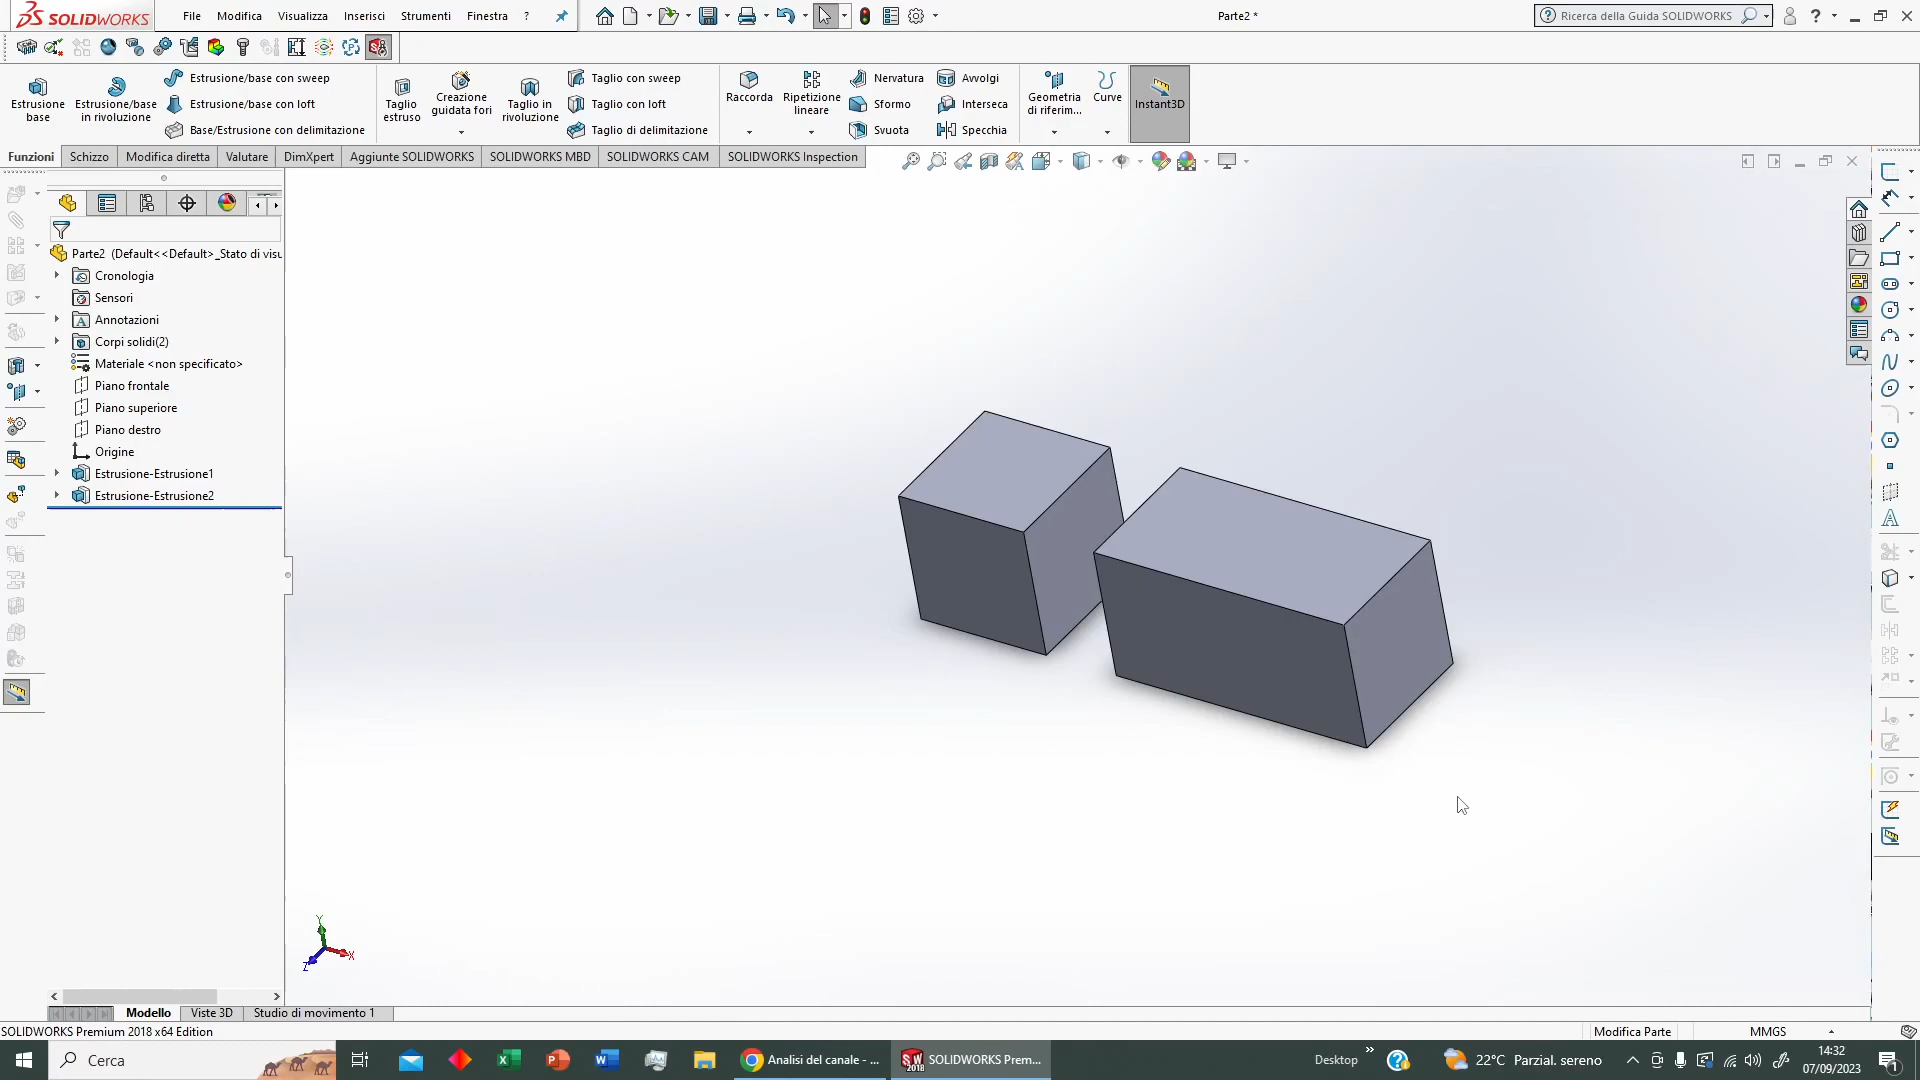 SOLIDWORKS
File Modifica Visualizza Inserisci Strumenti Finestra ?
Parte2 *
Ricerca della Guida SOLIDWORKS
?
Estrusione
base
Estrusione/base
in rivoluzione
Estrusione/base con sweep
Estrusione/base con loft
Base/Estrusione con delimitazione
Taglio
estruso
Creazione
guidata fori
Taglio in
rivoluzione
Taglio con sweep
Taglio con loft
Taglio di delimitazione
Raccorda
Ripetizione
lineare
Nervatura
Sformo
Svuota
Avvolgi
Interseca
Specchia
Geometria
di riferim...
Curve
Instant3D
Funzioni Schizzo Modifica diretta Valutare DimXpert Aggiunte SOLIDWORKS SOLIDWORKS MBD SOLIDWORKS CAM SOLIDWORKS Inspection
Parte2 (Default<<Default>_Stato di visu
Cronologia
Sensori
Annotazioni
Corpi solidi(2)
Materiale <non specificato>
Piano frontale
Piano superiore
Piano destro
Origine
Estrusione-Estrusione1
Estrusione-Estrusione2
Y
X
Z
Modello Viste 3D Studio di movimento 1
SOLIDWORKS Premium 2018 x64 Edition
Modifica Parte
MMGS
Cerca
Analisi del canale - ...
SOLIDWORKS Prem...
Desktop
22°C Parzial. sereno
14:32
07/09/2023